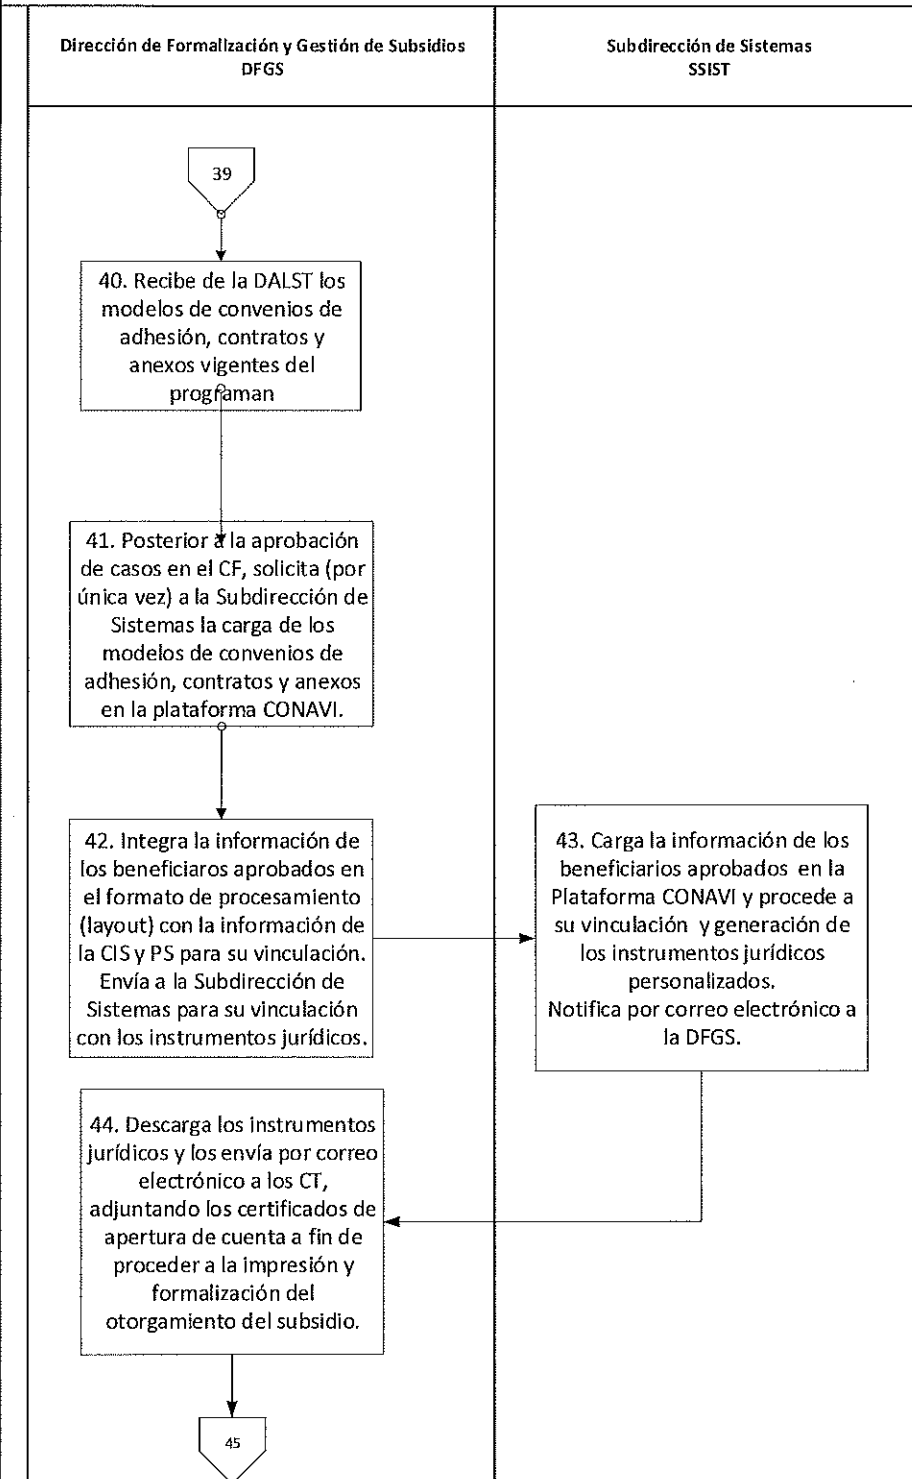 Dirección de Formalización y Gestión de Subsidios
DFGS
Subdirección de Sistemas
SSIST
39
40. Recibe de la DALST los
modelos de convenios de
adhesión, contratos y
anexos vigentes del
programan
41. Posterior a la aprobación
de casos en el CF, solicita (por
única vez) a la Subdirección de
Sistemas la carga de los
modelos de convenios de
adhesión, contratos y anexos
en la plataforma CONAVI.
42. Integra la información de
los beneficiaros aprobados en
el formato de procesamiento
(layout) con la información de
la CIS y PS para su vinculación.
Envía a la Subdirección de
Sistemas para su vinculación
con los instrumentos jurídicos.
43. Carga la información de los
beneficiarios aprobados en la
Plataforma CONAVI y procede a
su vinculación y generación de
los instrumentos jurídicos
personalizados.
Notifica por correo electrónico a
la DFGS.
44. Descarga los instrumentos
jurídicos y los envía por correo
electrónico a los CT,
adjuntando los certificados de
apertura de cuenta a fin de
proceder a la impresión y
formalización del
otorgamiento del subsidio.
45